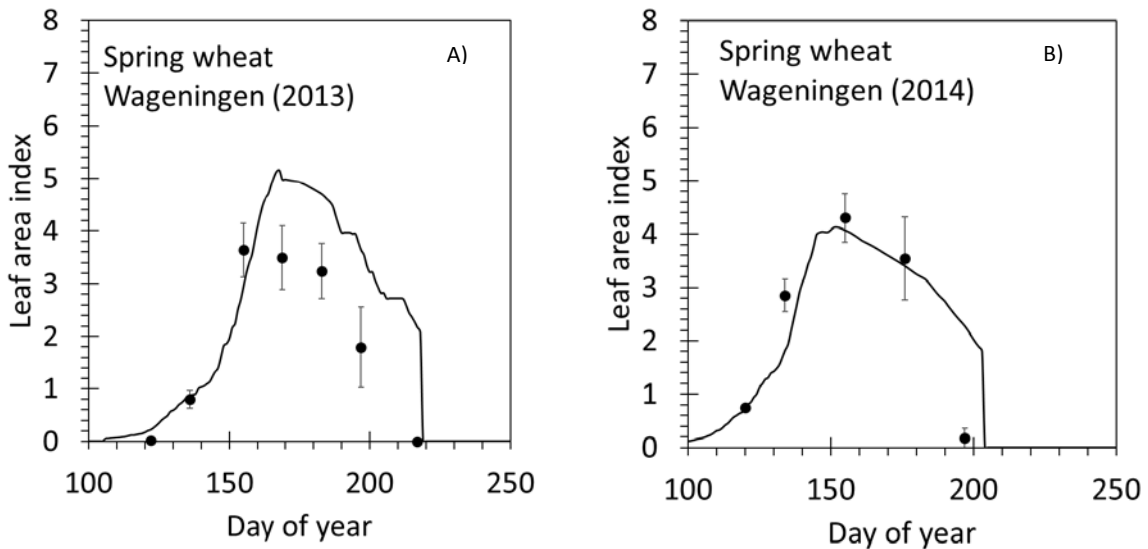 Spring wheat
Wageningen (2013)
A)
8
7
6
5
4
3
2
1
0
Leaf area index
100 150 200 250
Day of year
Spring wheat
Wageningen (2014)
B)
8
7
6
5
4
3
2
1
0
Leaf area index
100 150 200 250
Day of year